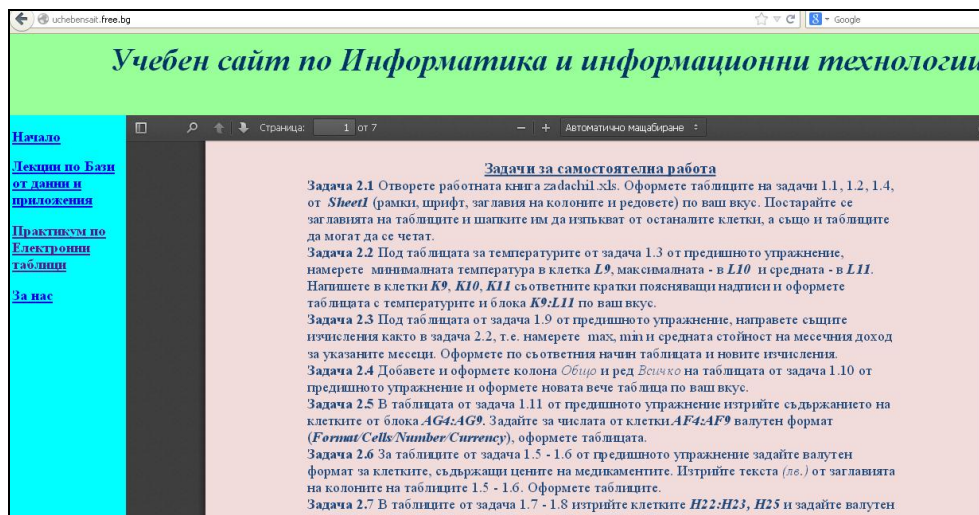 uchebensait.free.bg
Google
Учебен сайт по Информатика и информационни технологии
Начало
Лекции по Бази
от данни и
приложения
Практикум по
Електронни
таблици
За нас
Страница: 1 от 7
Автоматично мащабиране
Задачи за самостоятелна работа
Задача 2.1 Отворете работната книга zadachi1.xls. Оформете таблиците на задачи 1.1, 1.2, 1.4,
от Sheet1 (рамки, шрифт, заглавия на колоните и редовете) по ваш вкус. Постарайте се
заглавията на таблиците и шапките им да изпъкват от останалите клетки, а също и таблиците
да могат да се четат.
Задача 2.2 Под таблицата за температурите от задача 1.3 от предишното упражнение,
намерете минималната температура в клетка L9, максималната - в L10 и средната - в L11.
Напишете в клетки K9, K10, K11 съответните кратки поясняващи надписи и оформете
таблицата с температурите и блока K9:L11 по ваш вкус.
Задача 2.3 Под таблицата от задача 1.9 от предишното упражнение, направете същите
изчисления както в задача 2.2, т.е. намерете max, min и средната стойност на месечния доход
за указаните месеци. Оформете по съответния начин таблицата и новите изчисления.
Задача 2.4 Добавете и оформете колона Общо и ред Всичко на таблицата от задача 1.10 от
предишното упражнение и оформете новата вече таблица по ваш вкус.
Задача 2.5 В таблицата от задача 1.11 от предишното упражнение изтрийте съдържанието на
клетките от блока AG4:AG9. Задайте за числата от клетки AF4:AF9 валутен формат
(Format/Cells/Number/Currency), оформете таблицата.
Задача 2.6 За таблиците от задача 1.5 - 1.6 от предишното упражнение задайте валутен
формат за клетките, съдържащи цените на медикаментите. Изтрийте текста (лв.) от заглавията
на колоните на таблиците 1.5 - 1.6. Оформете таблиците.
Задача 2.7 В таблиците от задача 1.7 - 1.8 изтрийте клетките H22:H23, H25 и задайте валутен